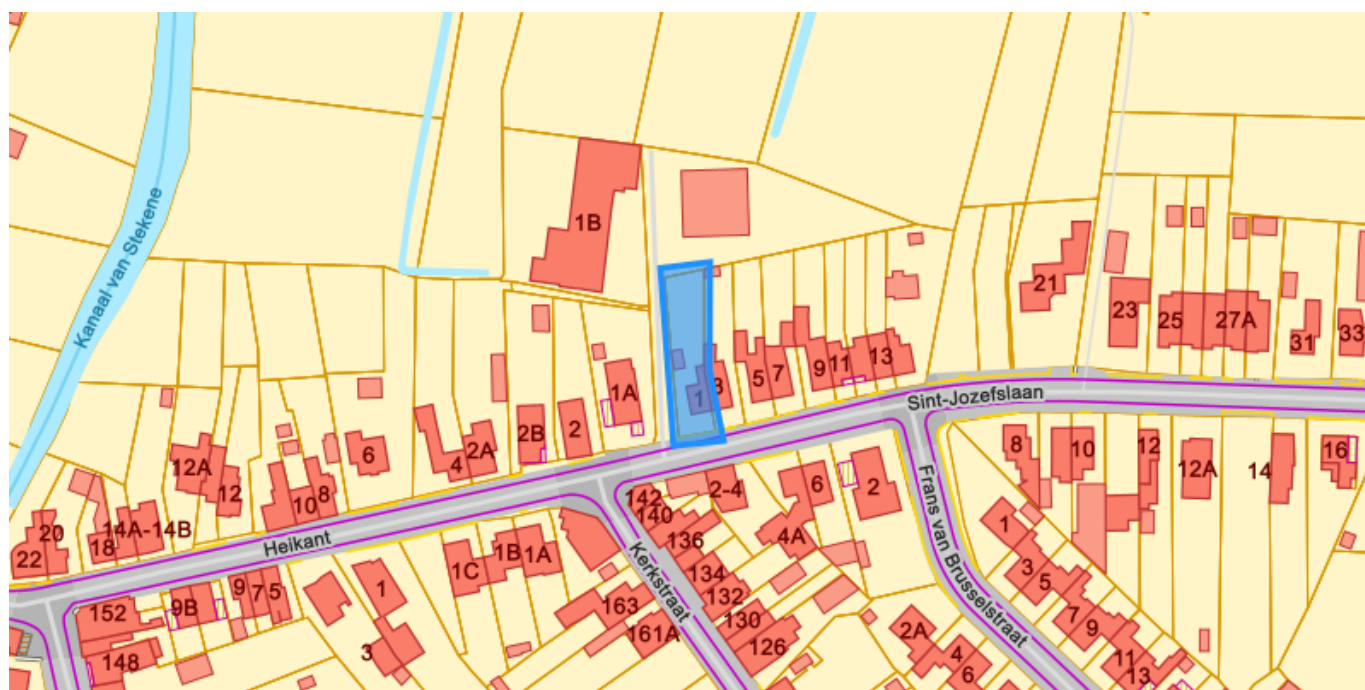 Kanaal van Stekene
1B
21
23
25
27A
31
33
1A
1
3
5
7
9
11
13
Sint-Jozefslaan
2B
2
2A
4
6
12A
12
10
8
20
22
18
14A-14B
Heikant
142
140
2-4
6
2
4A
136
134
132
130
126
Kerkstraat
163
161A
1C
1B
1A
1
3
9
7
5
9B
152
148
Frans van Brusselstraat
8
10
12
12A
14
16
1
3
5
7
9
11
13
2A
4
6